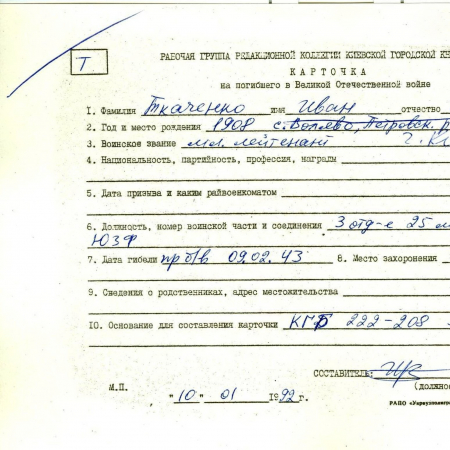 Т
РАБОЧАЯ ГРУППА РЕДАКЦИОННОЙ КОЛЛЕГИИ КИЕВСКОЙ ГОРОДСКОЙ КН
КАРТОЧКА
на погибшего в Великой Отечественной войне
1. Фамилия Ткаченко имя Иван отчество
2. Год и место рождения 1908 Петровск. р
3. Воинское звание мл. лейтенант г. К
4. Национальность, партийность, профессия, награды
5. Дата призыва и каким райвоенкоматом
6. Должность, номер воинской части и соединения 3 отд-е 25
ЮЗФ
7. Дата гибели пр б/в 09.02.43 8. Место захоронения
9. Сведения о родственниках, адрес местожительства
10. Основание для составления карточки КГБ 222-208
СОСТАВИТЕЛЬ:
(должно
М.П. "10" 01 1992 г.
РАПО «Укрвузполигра